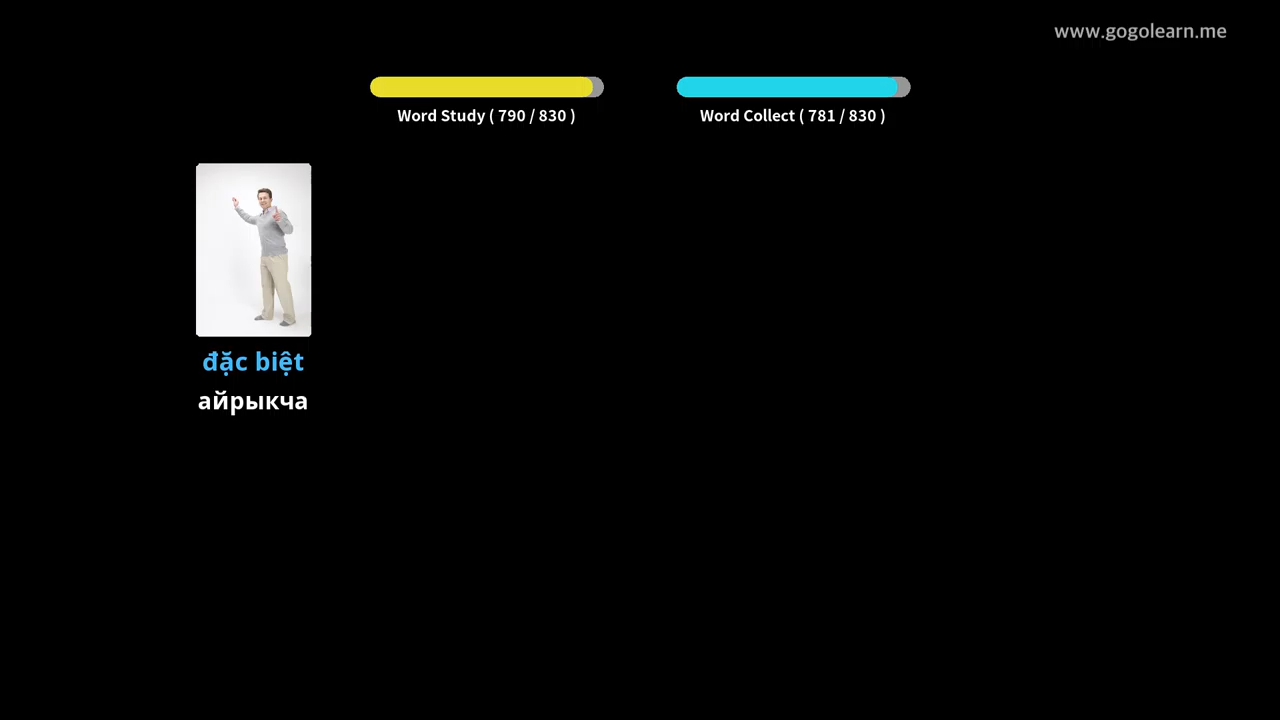 www.gogolearn.me
Word Study ( 790 / 830 )
Word Collect ( 781 / 830 )
đặc biệt
айрыкча